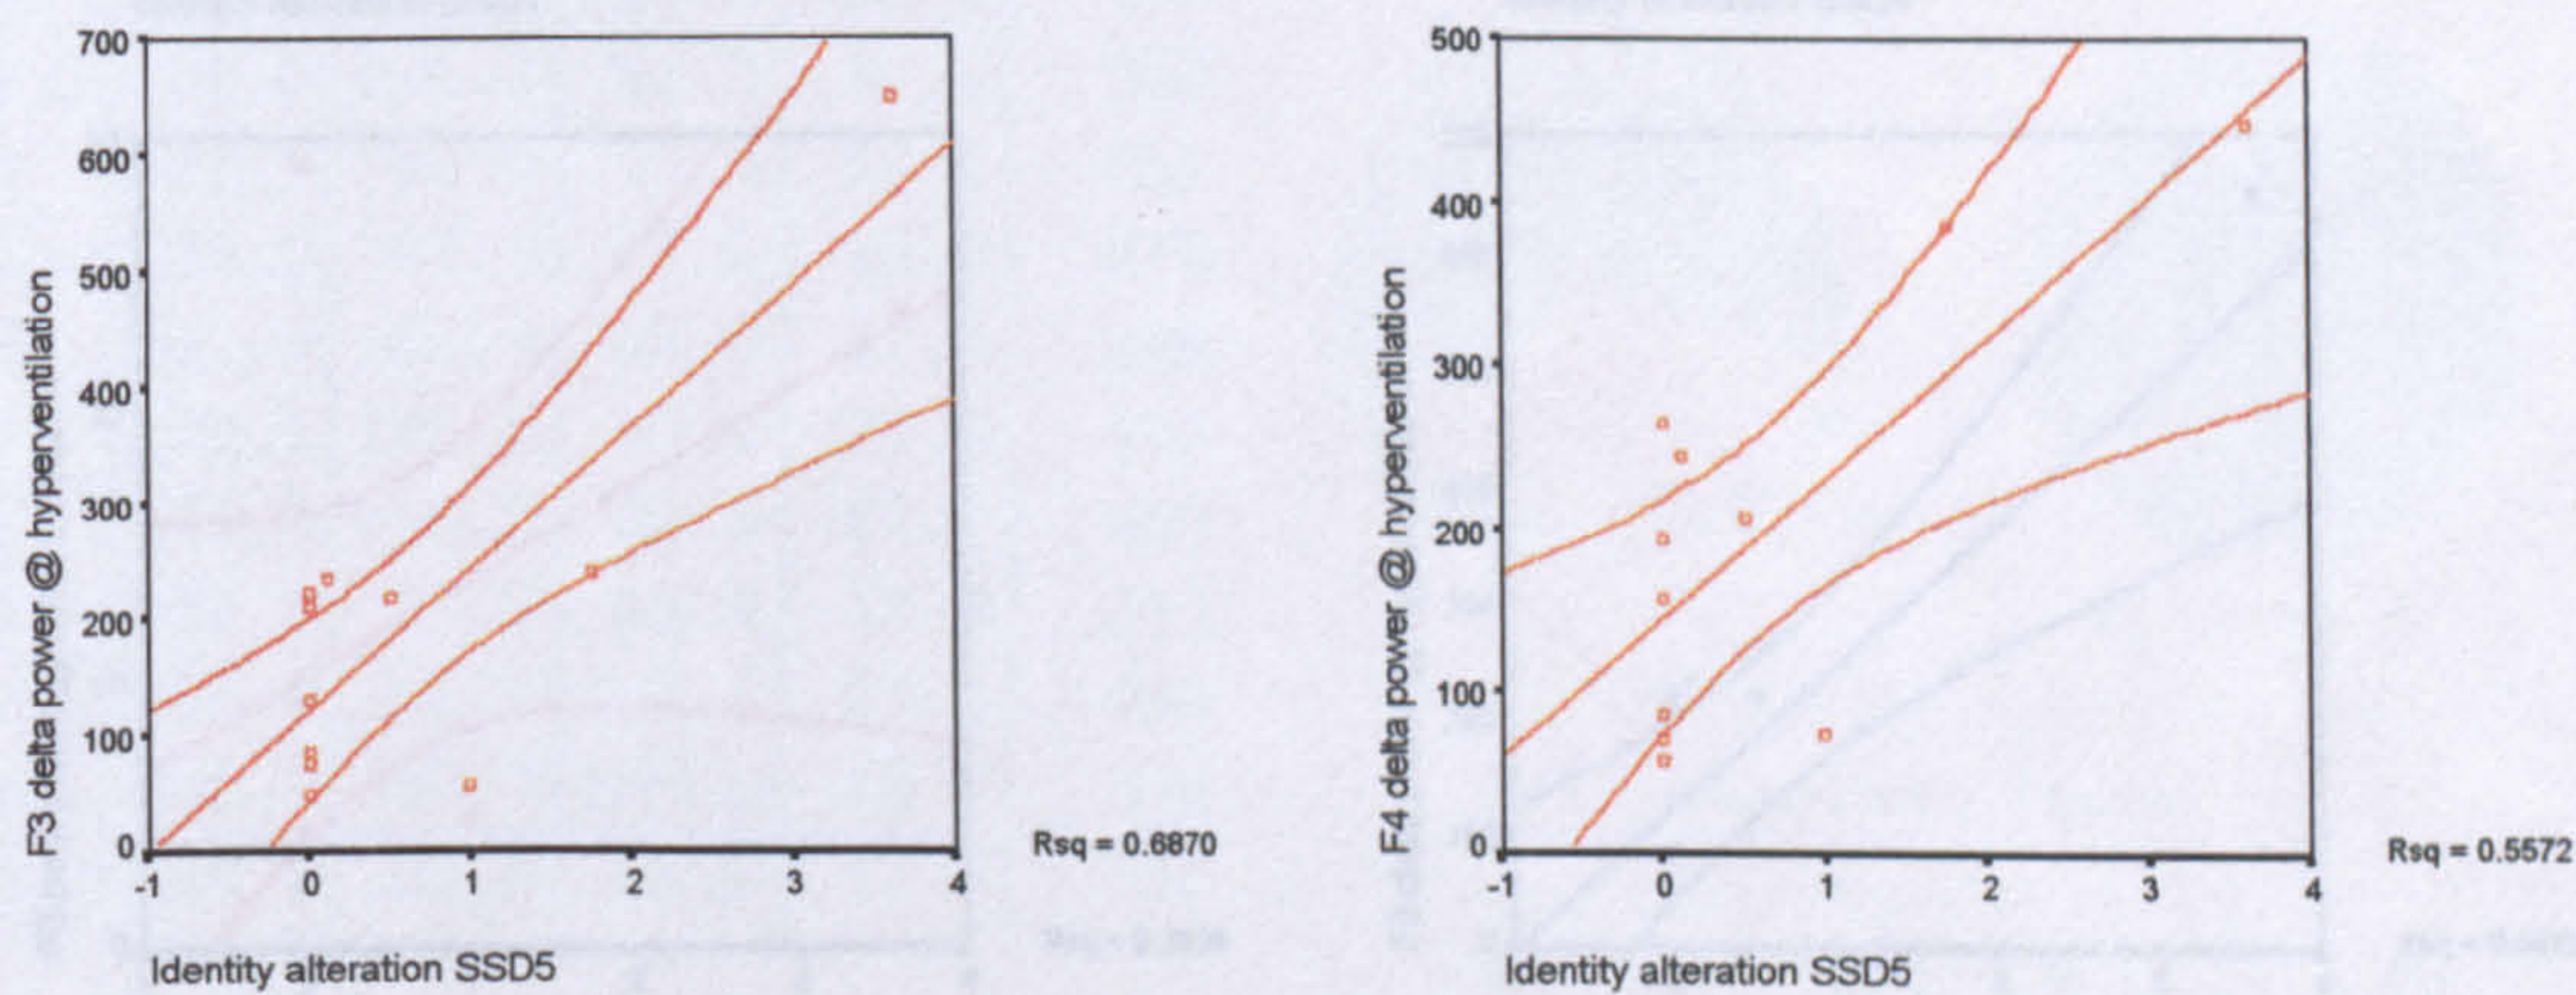 F3 delta power @ hyperventilation
700
600
500
400
300
200
100
0
-1 0 1 2 3 4
Identity alteration SSD5
Rsq = 0.6870
F4 delta power @ hyperventilation
500
400
300
200
100
0
-1 0 1 2 3 4
Identity alteration SSD5
Rsq = 0.5572